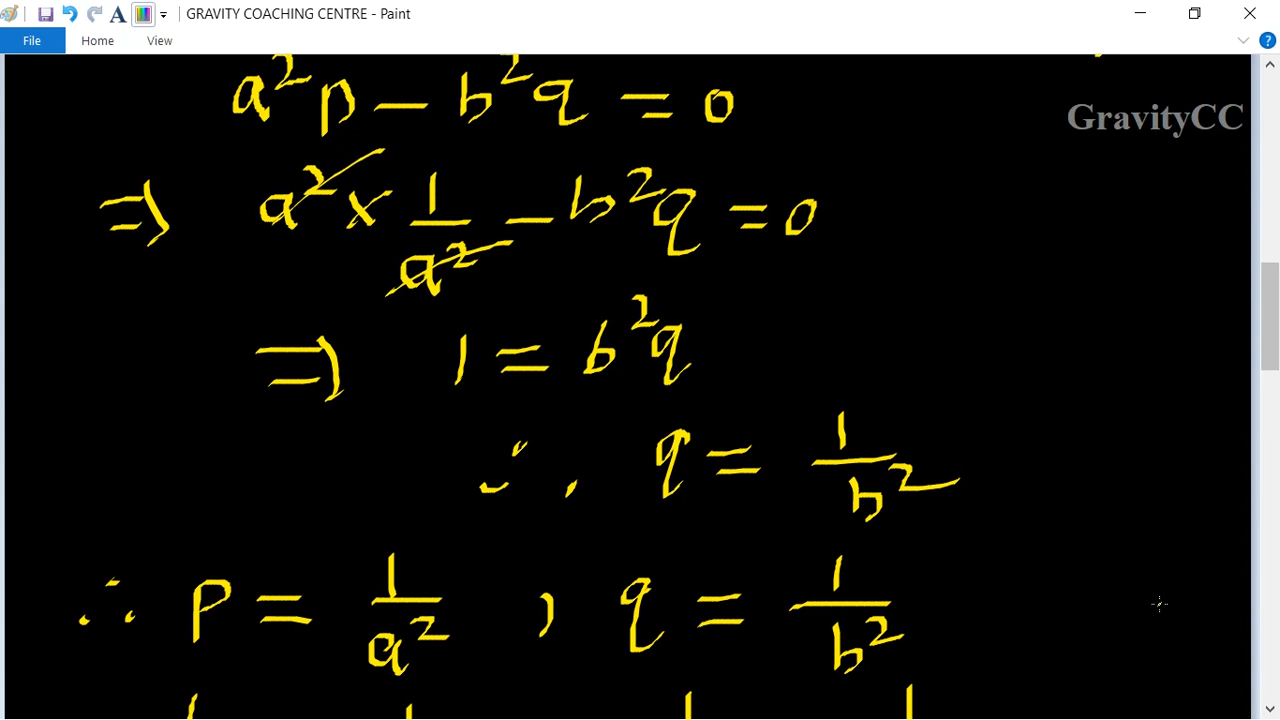 GRAVITY COACHING CENTRE - Paint
File Home View
a²p - b²q = 0
GravityCC
⇒ a² × 1/a² - b²q = 0
⇒ 1 = b²q
∴ q = 1/b²
∴ p = 1/a² , q = 1/b²